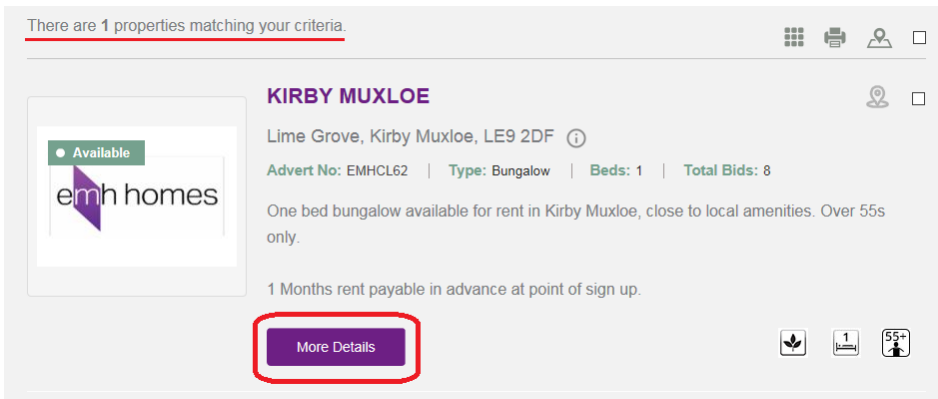 There are 1 properties matching your criteria.
KIRBY MUXLOE
Lime Grove, Kirby Muxloe, LE9 2DF
Available
Advert No: EMHCL62 | Type: Bungalow | Beds: 1 | Total Bids: 8
emh homes
One bed bungalow available for rent in Kirby Muxloe, close to local amenities. Over 55s
only.
1 Months rent payable in advance at point of sign up.
More Details
1
55+